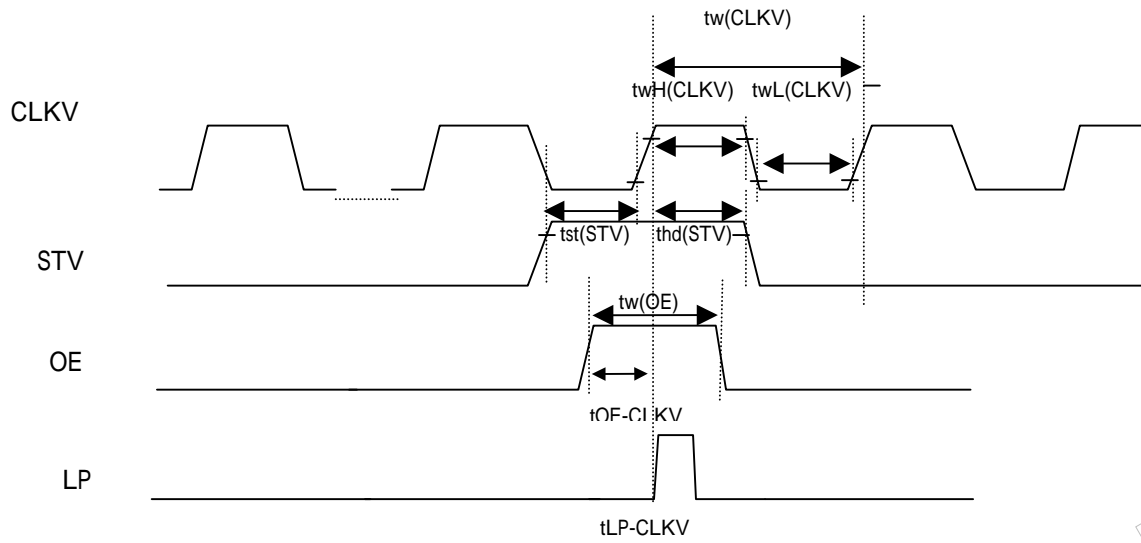 tw(CLKV)
twH(CLKV) twL(CLKV)
CLKV
tst(STV) thd(STV)
STV
tw(OE)
OE
tOE-CLKV
LP
tLP-CLKV